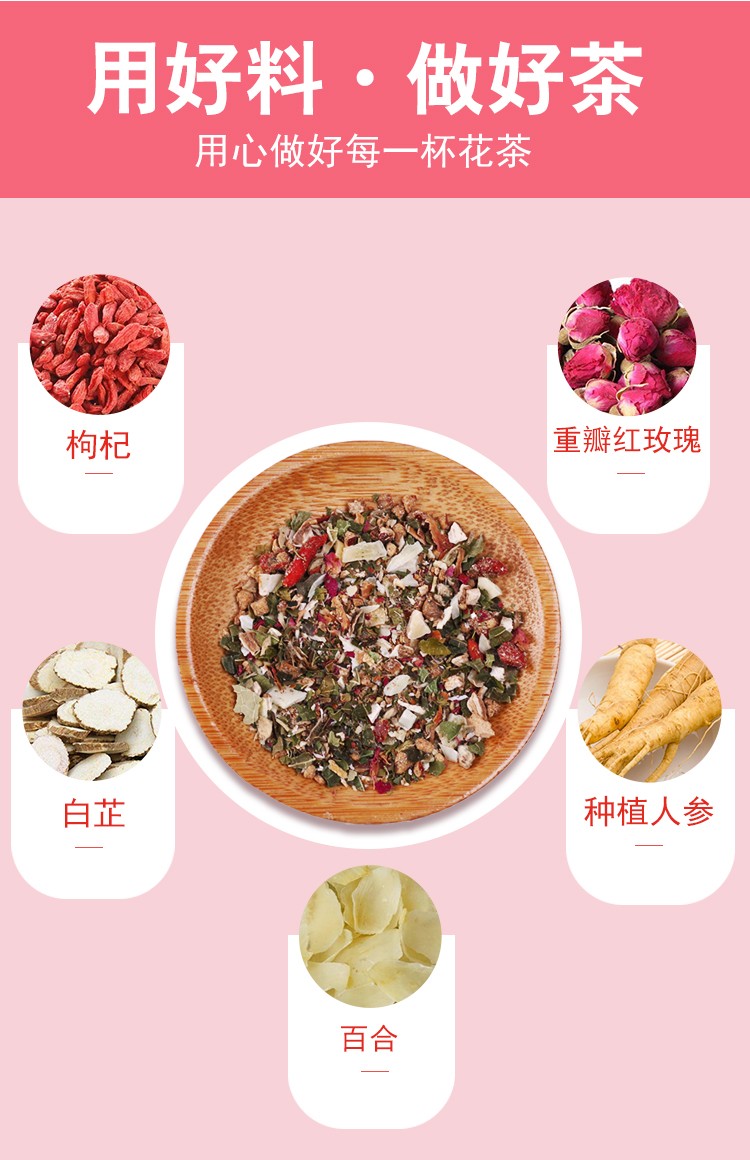 用好料·做好茶
用心做好每一杯花茶
枸杞
重瓣红玫瑰
白芷
种植人参
百合